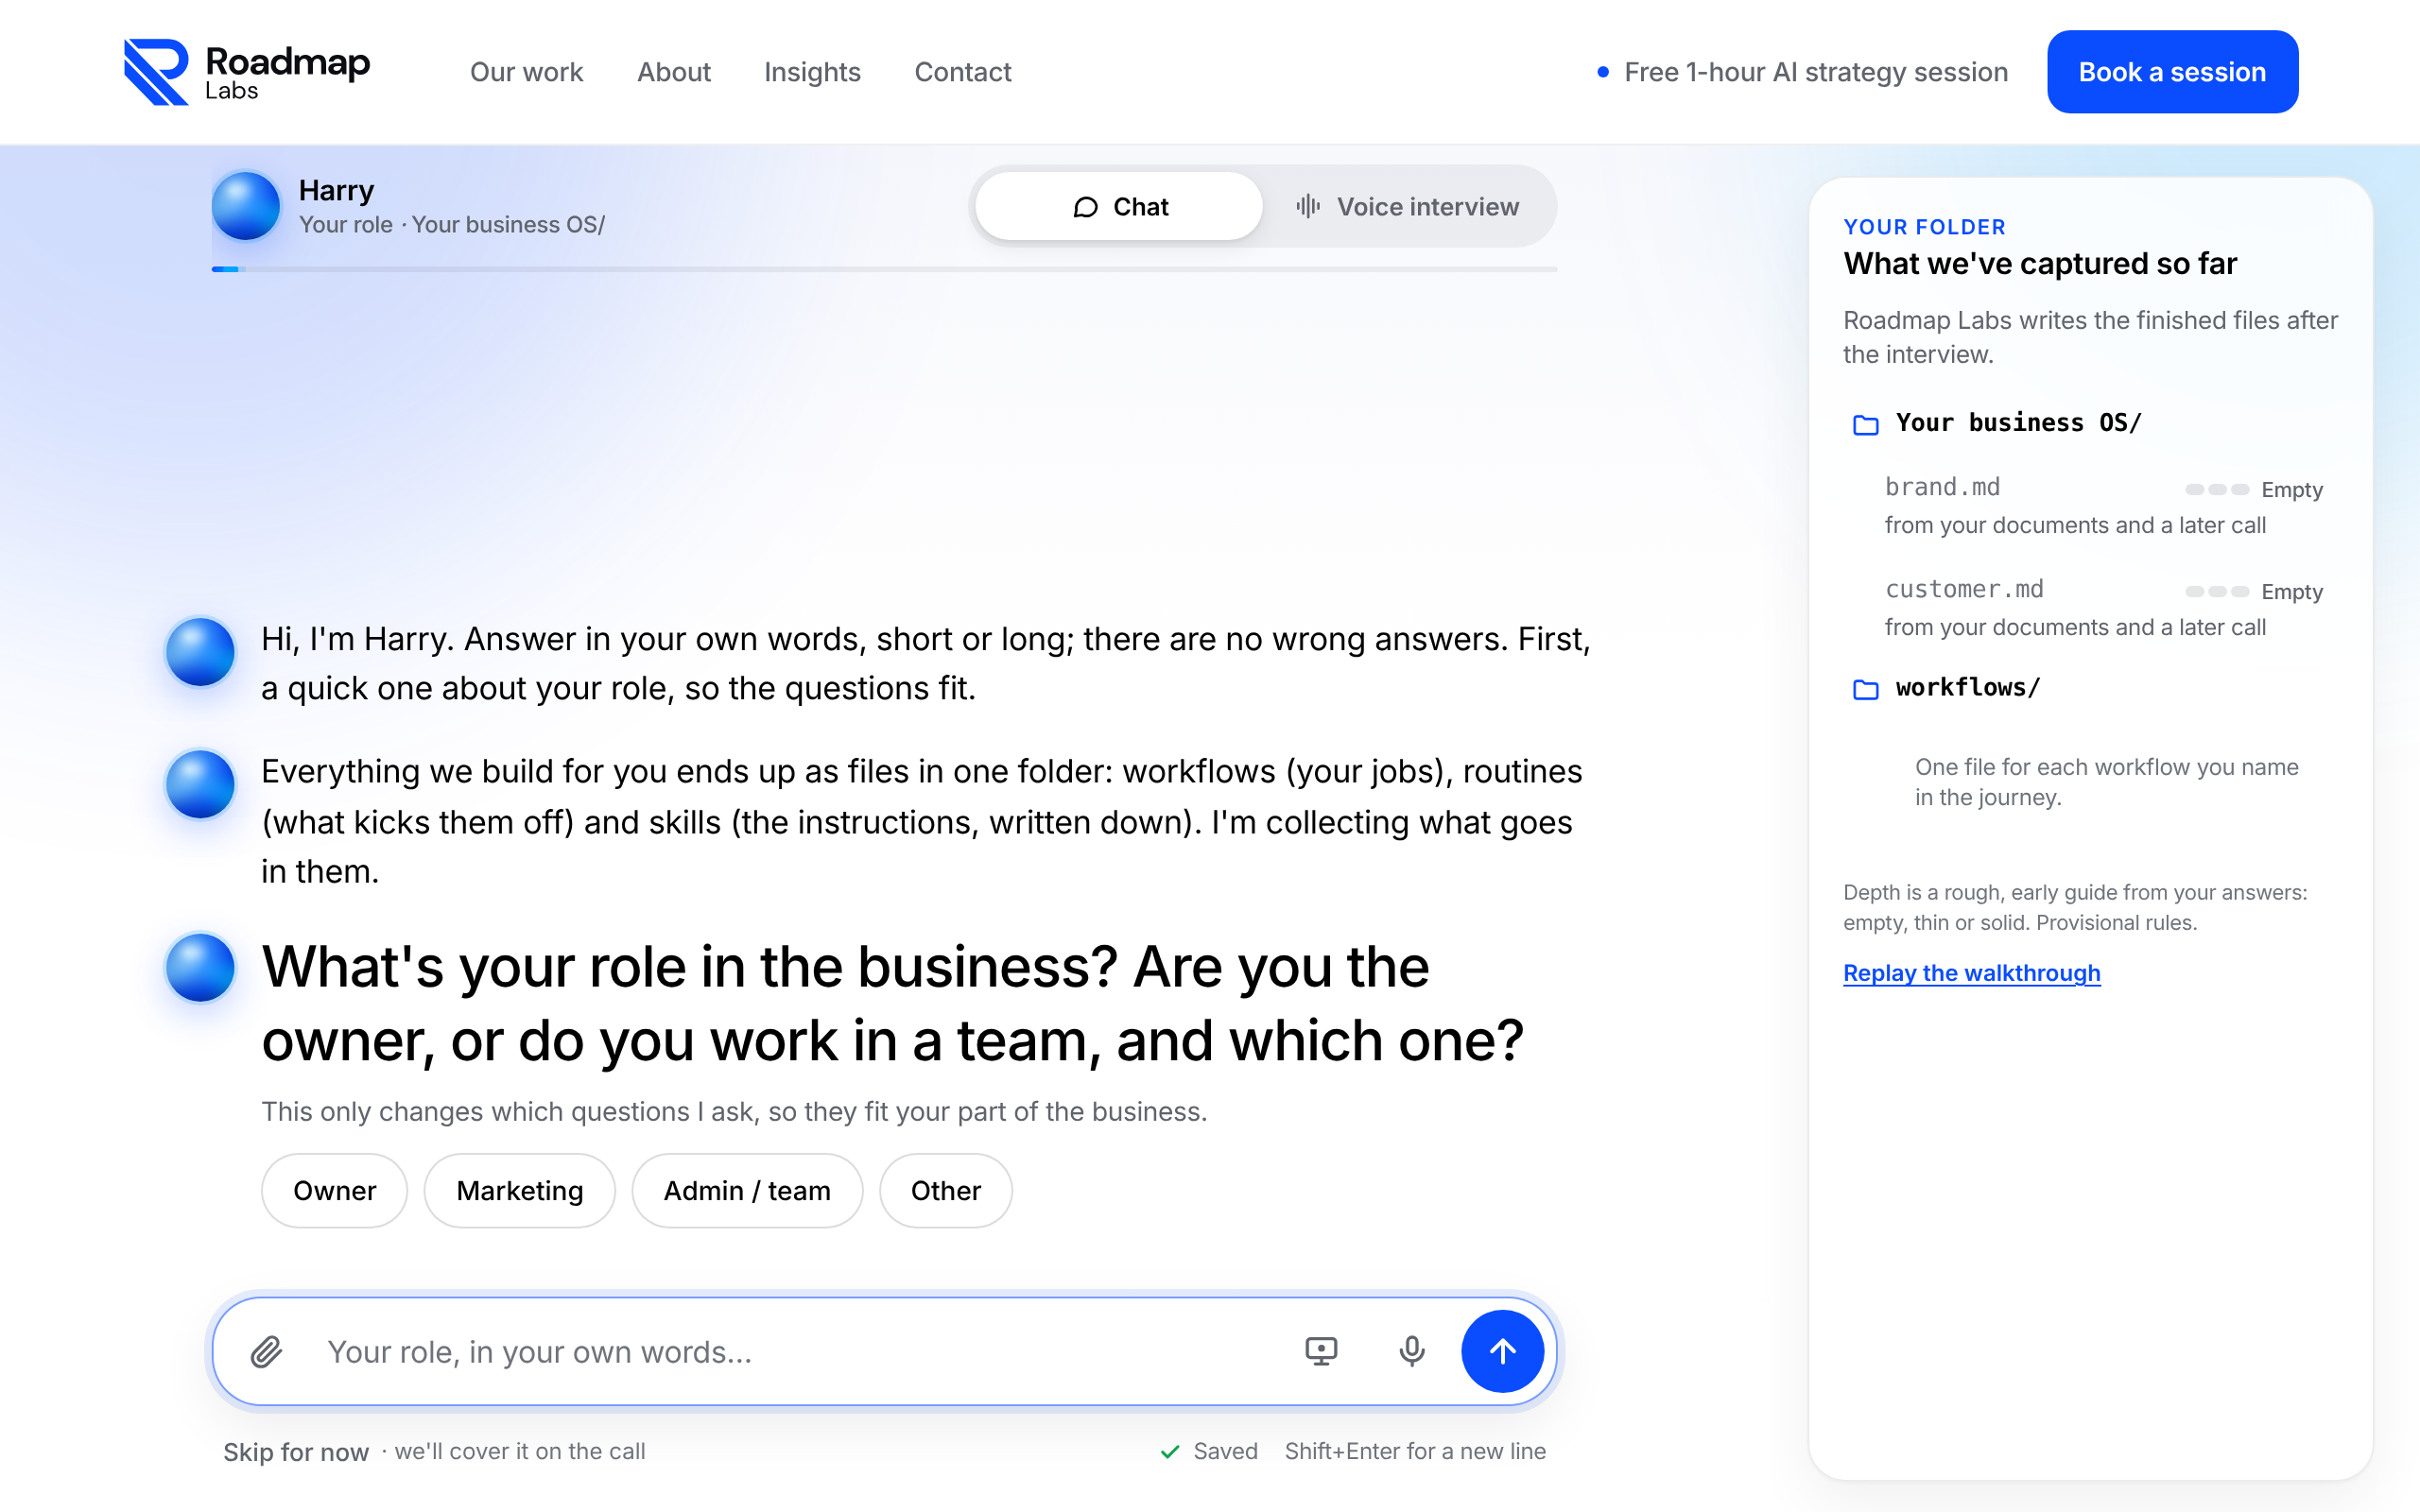 Roadmap
Labs
Our work
About
Insights
Contact
Free 1-hour AI strategy session
Book a session
Harry
Your role · Your business OS/
Chat
Voice interview
Hi, I'm Harry. Answer in your own words, short or long; there are no wrong answers. First,
a quick one about your role, so the questions fit.
Everything we build for you ends up as files in one folder: workflows (your jobs), routines
(what kicks them off) and skills (the instructions, written down). I'm collecting what goes
in them.
What's your role in the business? Are you the
owner, or do you work in a team, and which one?
This only changes which questions I ask, so they fit your part of the business.
Owner
Marketing
Admin / team
Other
Your role, in your own words...
Skip for now · we'll cover it on the call
Saved
Shift+Enter for a new line
YOUR FOLDER
What we've captured so far
Roadmap Labs writes the finished files after
the interview.
Your business OS/
brand.md
Empty
from your documents and a later call
customer.md
Empty
from your documents and a later call
workflows/
One file for each workflow you name
in the journey.
Depth is a rough, early guide from your answers:
empty, thin or solid. Provisional rules.
Replay the walkthrough